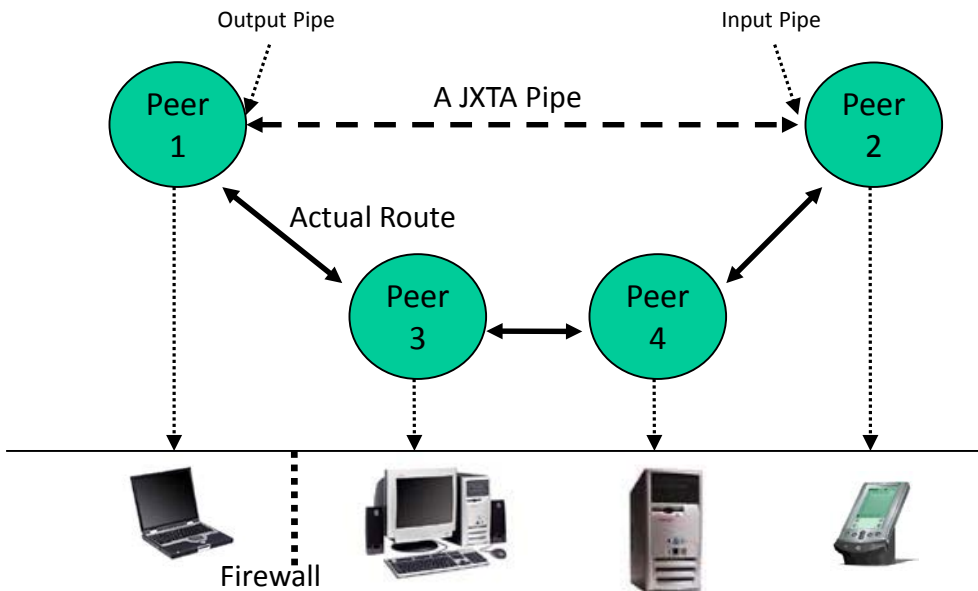 Output Pipe
Input Pipe
Peer
1
A JXTA Pipe
Peer
2
Actual Route
Peer
3
Peer
4
Firewall